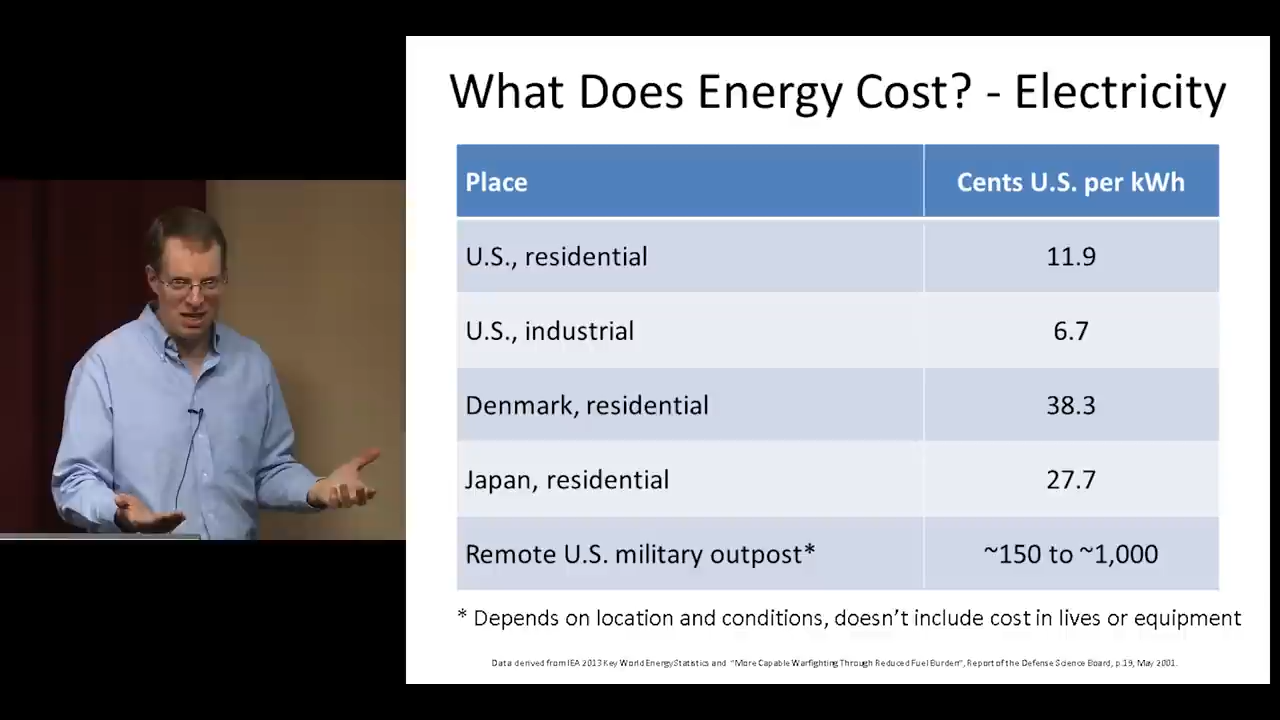 What Does Energy Cost? - Electricity
Place Cents U.S. per kWh
U.S., residential 11.9
U.S., industrial 6.7
Denmark, residential 38.3
Japan, residential 27.7
Remote U.S. military outpost* ~150 to ~1,000
* Depends on location and conditions, doesn't include cost in lives or equipment
Data derived from IEA 2013 Key World Energy Statistics and "More Capable Warfighting Through Reduced Fuel Burden", Report of the Defense Science Board, p.19, May 2001.